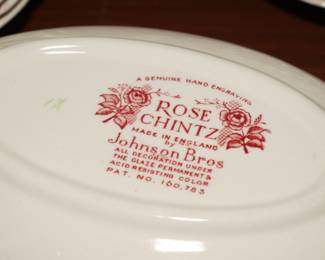 A GENUINE HAND ENGRAVING
ROSE
CHINTZ
MADE IN ENGLAND
by
Johnson Bros
ALL DECORATION UNDER
THE GLAZE PERMANENT &
ACID RESISTING COLOR
PAT. NO. 160,783